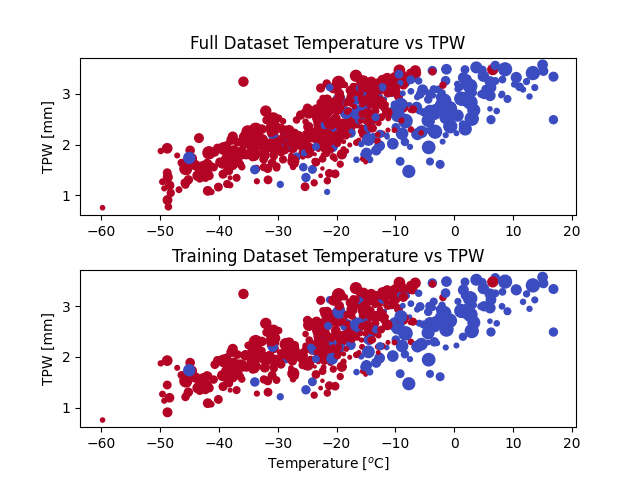 Full Dataset Temperature vs TPW
TPW [mm]
3
2
1
−60 −50 −40 −30 −20 −10 0 10 20
Training Dataset Temperature vs TPW
TPW [mm]
3
2
1
−60 −50 −40 −30 −20 −10 0 10 20
Temperature [°C]